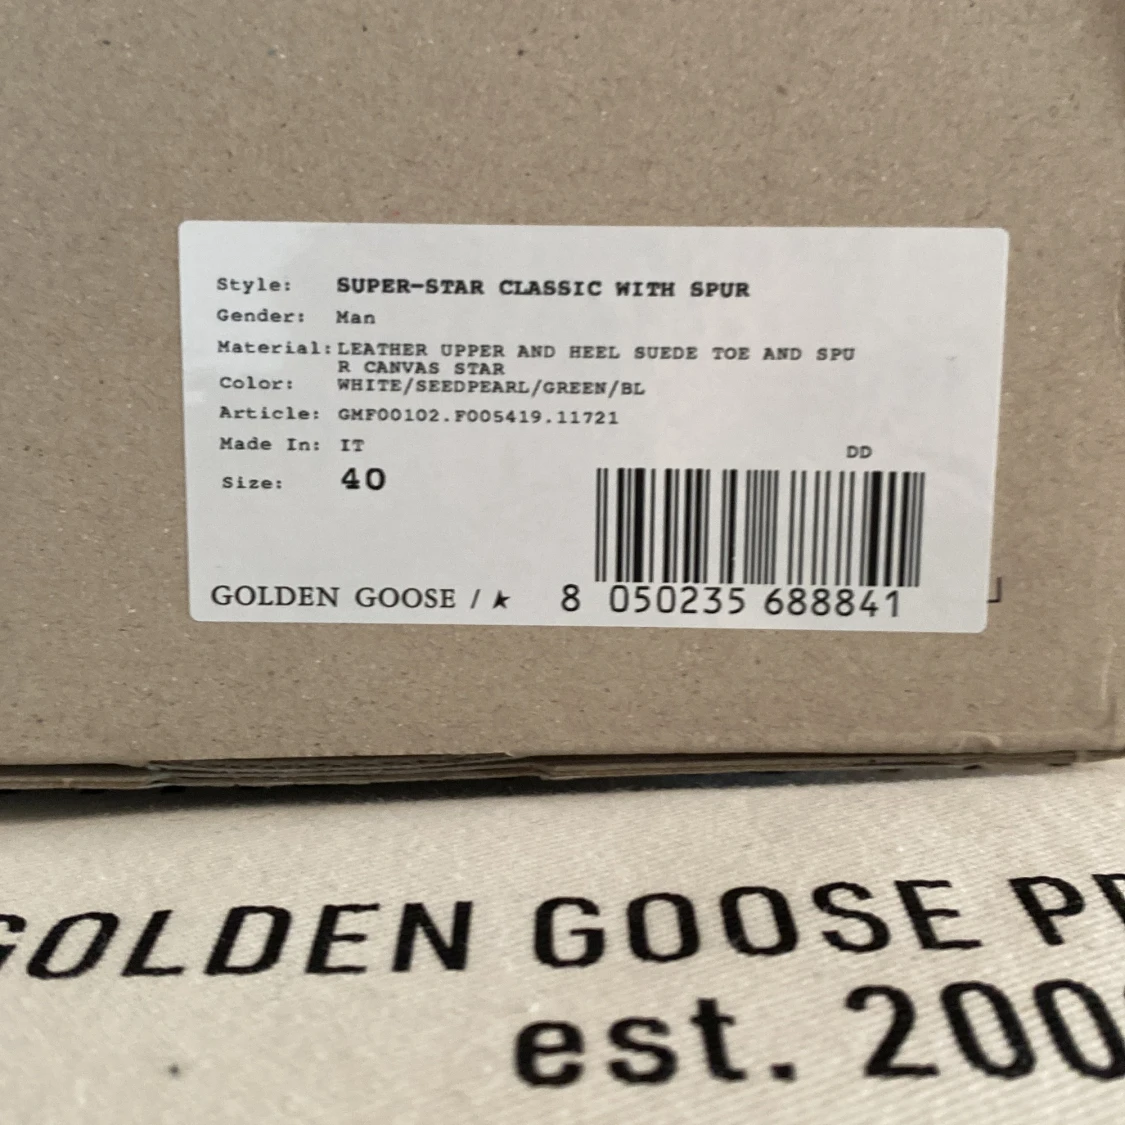 Style: SUPER-STAR CLASSIC WITH SPUR
Gender: Man
Material: LEATHER UPPER AND HEEL SUEDE TOE AND SPU
R CANVAS STAR
Color: WHITE/SEEDPEARL/GREEN/BL
Article: GMF00102.F005419.11721
Made In: IT
DD
Size: 40
GOLDEN GOOSE / ★ 8 050235 688841
GOLDEN GOOSE
est.